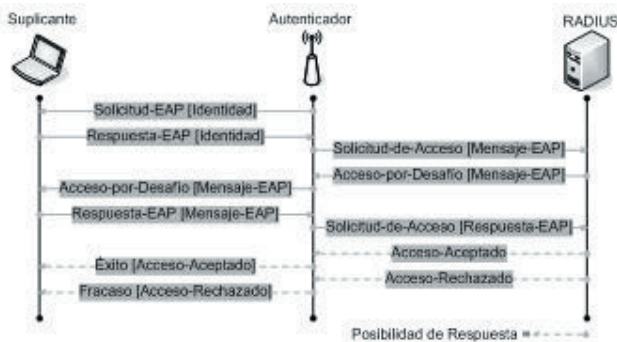 Suplicante
Autenticador
RADIUS
Solicitud-EAP [Identidad]
Respuesta-EAP [Identidad]
Solicitud-de-Acceso [Mensaje-EAP]
Acceso-por-Desafío [Mensaje-EAP]
Acceso-por-Desafío [Mensaje-EAP]
Respuesta-EAP [Mensaje-EAP]
Solicitud-de-Acceso [Respuesta-EAP]
Acceso-Aceptado
Éxito [Acceso-Aceptado]
Acceso-Rechazado
Fracaso [Acceso-Rechazado]
Posibilidad de Respuesta